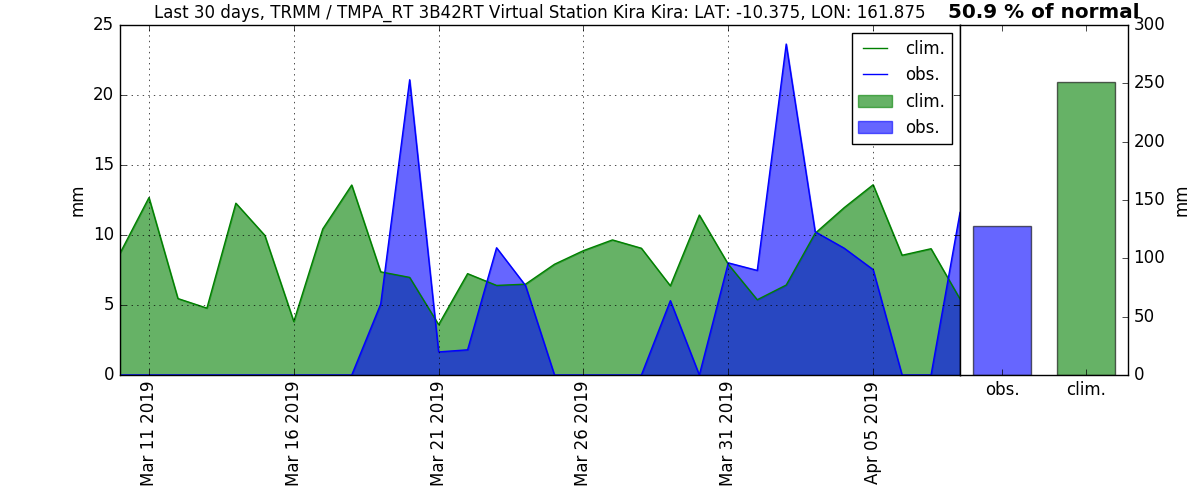 Last 30 days, TRMM / TMPA_RT 3B42RT Virtual Station Kira Kira: LAT: -10.375, LON: 161.875
50.9 % of normal
25
20
15
10
5
0
mm
clim.
obs.
clim.
obs.
300
250
200
150
100
50
0
mm
Mar 11 2019
Mar 16 2019
Mar 21 2019
Mar 26 2019
Mar 31 2019
Apr 05 2019
obs.
clim.